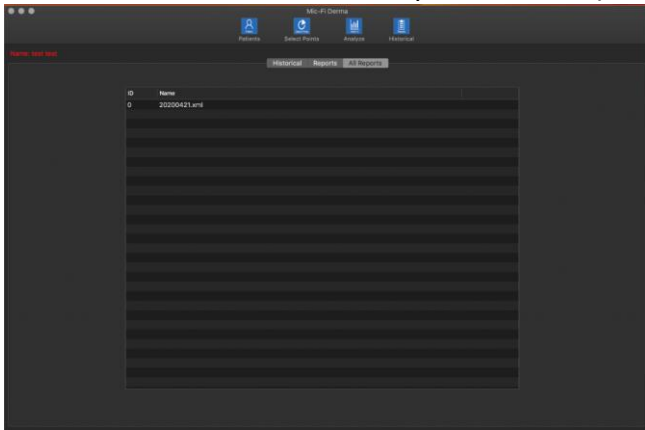 Mic-Fi Derma
Patients Select Points Analyze Historical
Name: test test
Historical Reports All Reports
ID Name
0 20200421.xml